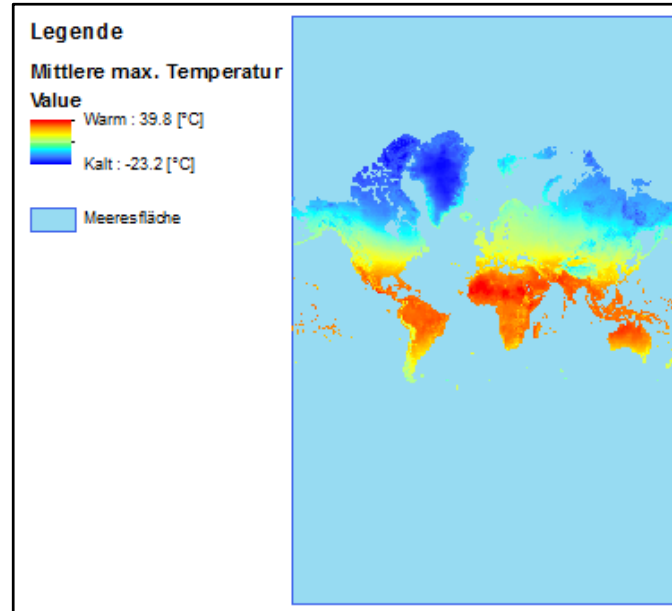 Legende
Mittlere max. Temperatur
Value
Warm : 39.8 [°C]
Kalt : -23.2 [°C]
Meeresfläche